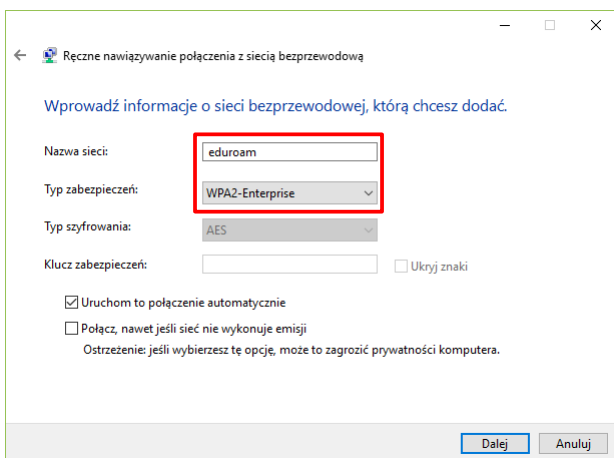 Ręczne nawiązywanie połączenia z siecią bezprzewodową
Wprowadź informacje o sieci bezprzewodowej, którą chcesz dodać.
Nazwa sieci: eduroam
Typ zabezpieczeń: WPA2-Enterprise
Typ szyfrowania: AES
Klucz zabezpieczeń: Ukryj znaki
Uruchom to połączenie automatycznie
Połącz, nawet jeśli sieć nie wykonuje emisji
Ostrzeżenie: jeśli wybierzesz tę opcję, może to zagrozić prywatności komputera.
Dalej Anuluj